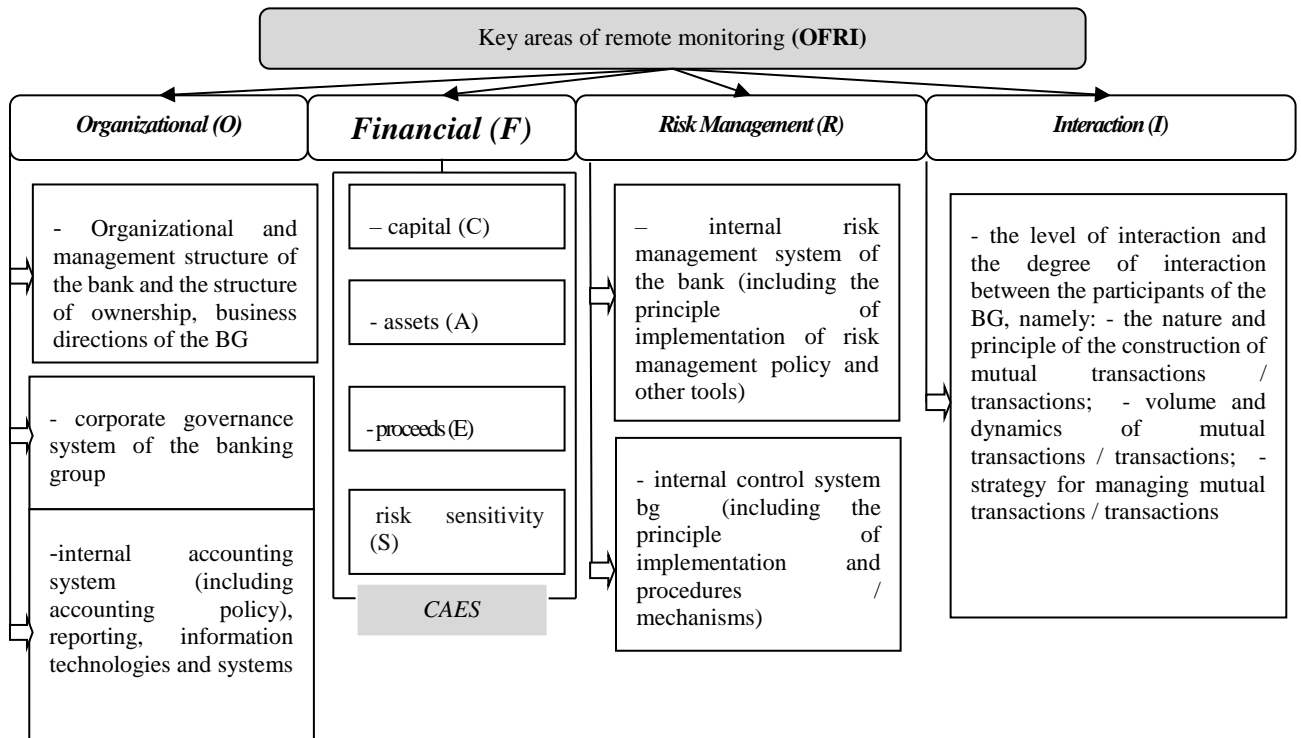 Key areas of remote monitoring (OFRI)
Organizational (O)
Financial (F)
Risk Management (R)
Interaction (I)
- Organizational and
management structure of
the bank and the structure
of ownership, business
directions of the BG
- corporate governance
system of the banking
group
-internal accounting
system (including
accounting policy),
reporting, information
technologies and systems
– capital (C)
- assets (A)
- proceeds (E)
risk sensitivity
(S)
CAES
– internal risk
management system of
the bank (including the
principle of
implementation of risk
management policy and
other tools)
- internal control system
bg (including the
principle of
implementation and
procedures /
mechanisms)
- the level of interaction and
the degree of interaction
between the participants of the
BG, namely: - the nature and
principle of the construction of
mutual transactions /
transactions; - volume and
dynamics of mutual
transactions / transactions; -
strategy for managing mutual
transactions / transactions